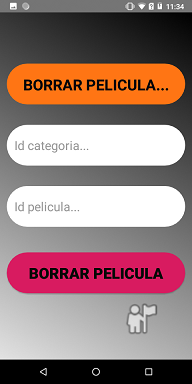 11:34
BORRAR PELICULA...
Id categoria...
Id pelicula...
BORRAR PELICULA